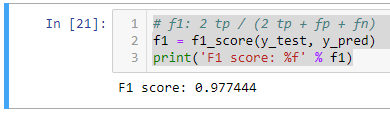 In [21]:
1 # f1: 2 tp / (2 tp + fp + fn)
2 f1 = f1_score(y_test, y_pred)
3 print('F1 score: %f' % f1)
F1 score: 0.977444